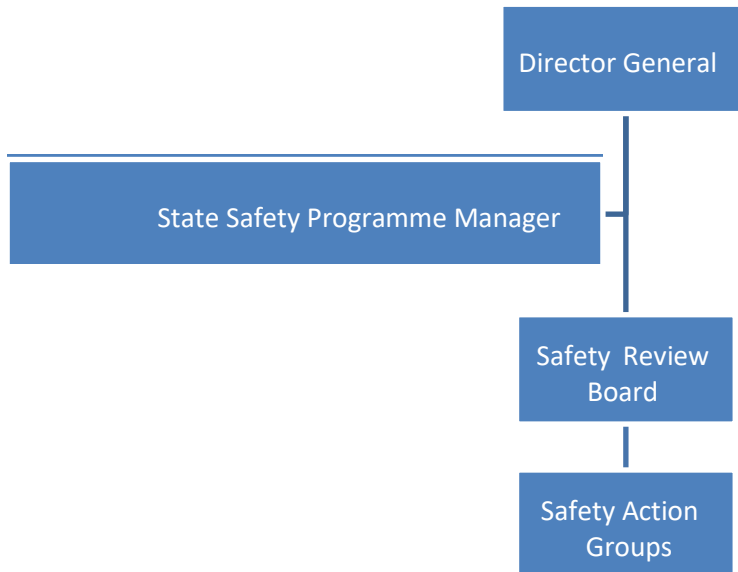 Director General
State Safety Programme Manager
Safety Review
Board
Safety Action
Groups